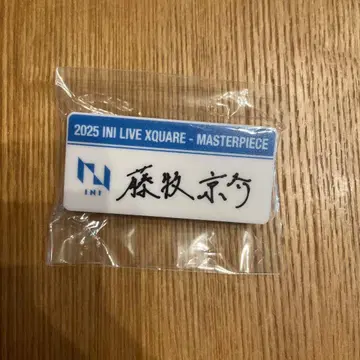 2025 INI LIVE XQUARE - MASTERPIECE
INI
藤牧 京介